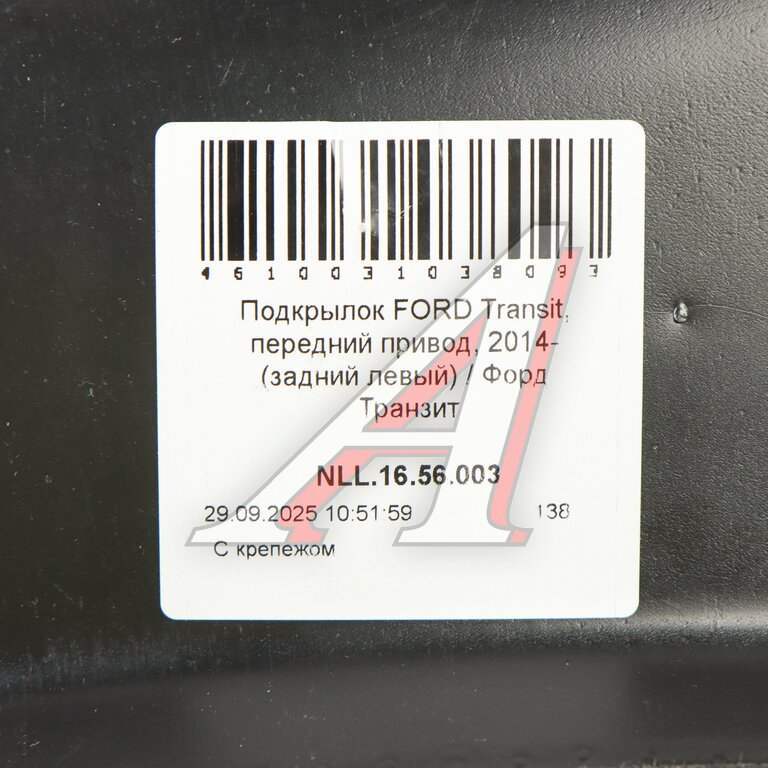 4610031038093
Подкрылок FORD Transit,
передний привод, 2014-
(задний левый) / Форд
Транзит
NLL.16.56.003
29.09.2025 10:51:59 138
С крепежом